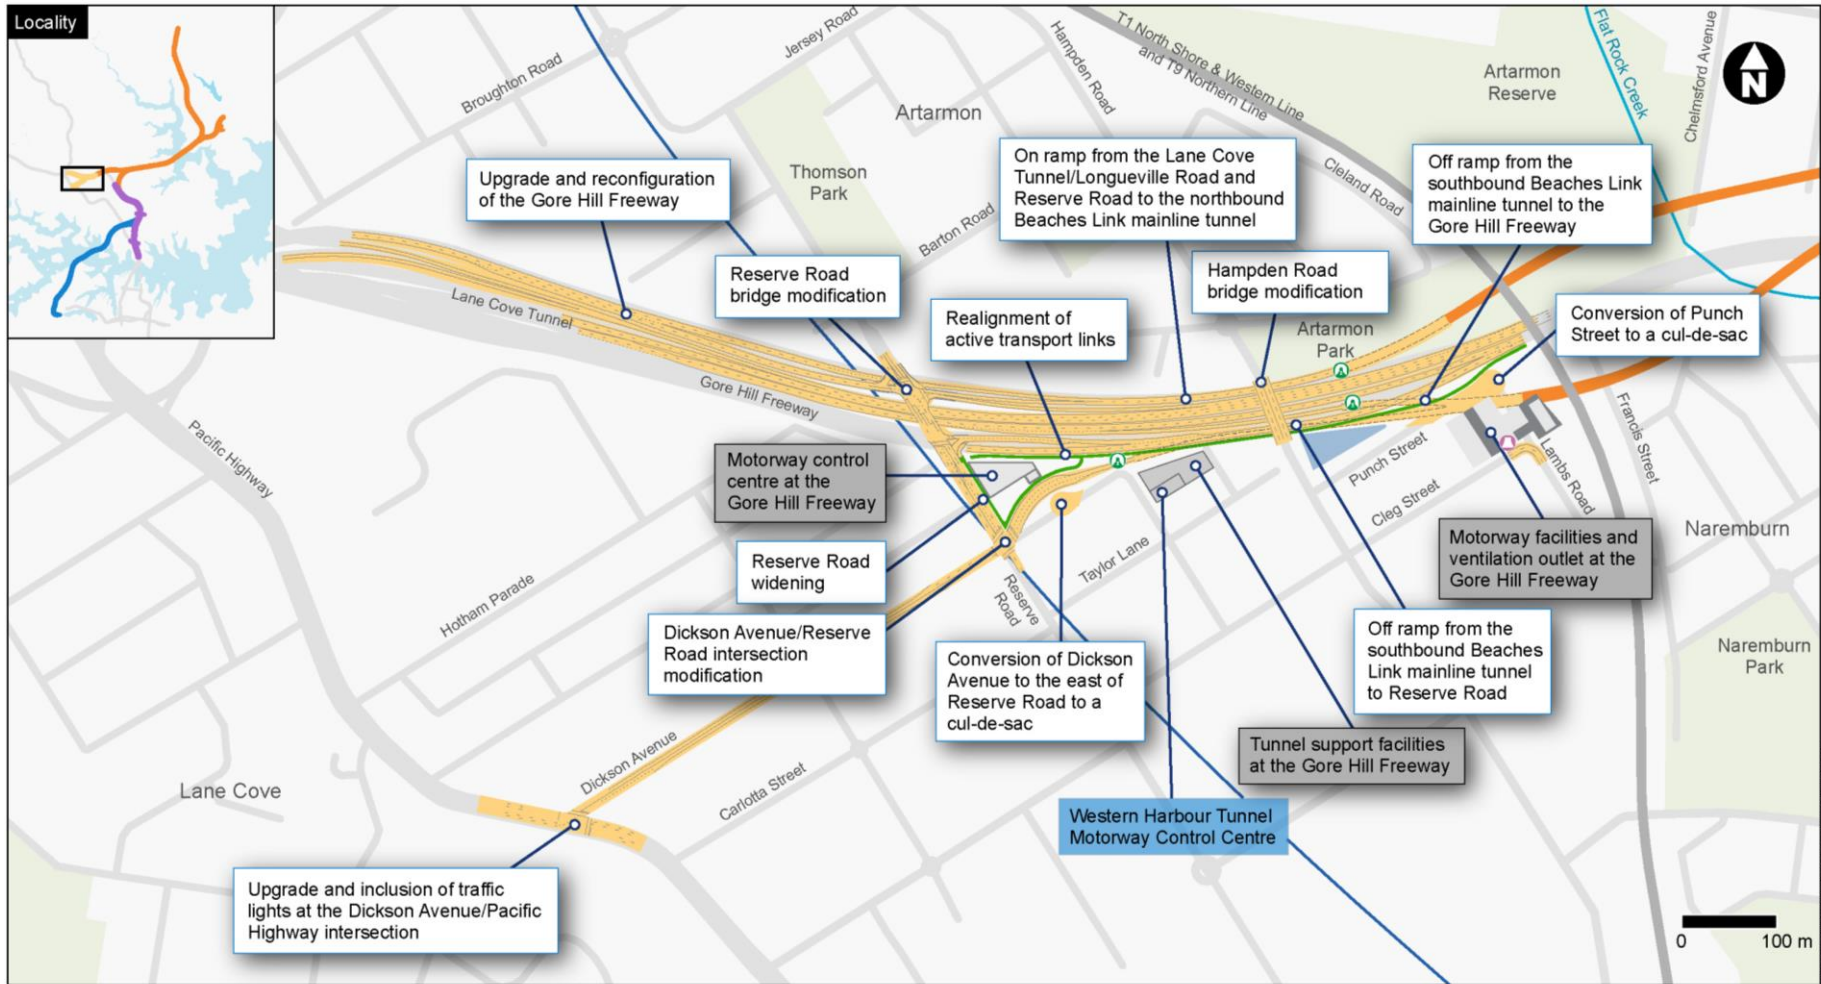 Locality
Broughton Road
Jersey Road
Hampden Road
T1 North Shore & Western Line
and T9 Northern Line
Flat Rock Creek
Chelmsford Avenue
N
Artarmon
Reserve
Artarmon
Thomson
Park
Barton Road
Cleland Road
Upgrade and reconfiguration
of the Gore Hill Freeway
On ramp from the Lane Cove
Tunnel/Longueville Road and
Reserve Road to the northbound
Beaches Link mainline tunnel
Off ramp from the
southbound Beaches Link
mainline tunnel to the
Gore Hill Freeway
Reserve Road
bridge modification
Hampden Road
bridge modification
Realignment of
active transport links
Artarmon
Park
Conversion of Punch
Street to a cul-de-sac
Lane Cove Tunnel
Gore Hill Freeway
Pacific Highway
Francis Street
Lambs Road
Punch Street
Cleg Street
Naremburn
Motorway control
centre at the
Gore Hill Freeway
Reserve Road
widening
Taylor Lane
Hotham Parade
Reserve
Road
Motorway facilities and
ventilation outlet at the
Gore Hill Freeway
Dickson Avenue/Reserve
Road intersection
modification
Conversion of Dickson
Avenue to the east of
Reserve Road to a
cul-de-sac
Off ramp from the
southbound Beaches
Link mainline tunnel
to Reserve Road
Naremburn
Park
Tunnel support facilities
at the Gore Hill Freeway
Dickson Avenue
Carlotta Street
Lane Cove
Western Harbour Tunnel
Motorway Control Centre
Upgrade and inclusion of traffic
lights at the Dickson Avenue/Pacific
Highway intersection
0 100 m